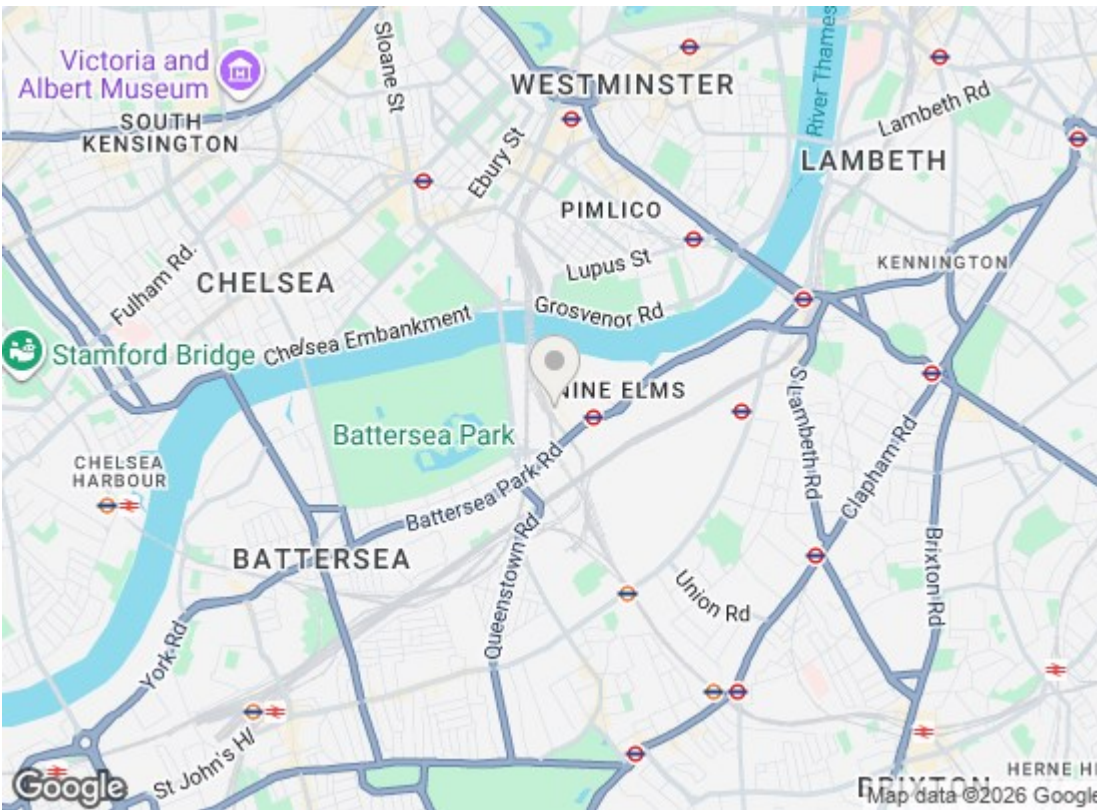 Victoria and
Albert Museum
Sloane St
SOUTH
KENSINGTON
WESTMINSTER
River Thames
Lambeth Rd
LAMBETH
Ebury St
PIMLICO
Fulham Rd.
CHELSEA
Lupus St
KENNINGTON
Grosvenor Rd
Chelsea Embankment
Stamford Bridge
NINE ELMS
S Lambeth Rd
Clapham Rd
Battersea Park
CHELSEA
HARBOUR
Battersea Park Rd
BATTERSEA
Queenstown Rd
Union Rd
Brixton Rd
York Rd
St John's H
BRIXTON
HERNE HI
Google
Map data ©2026 Google